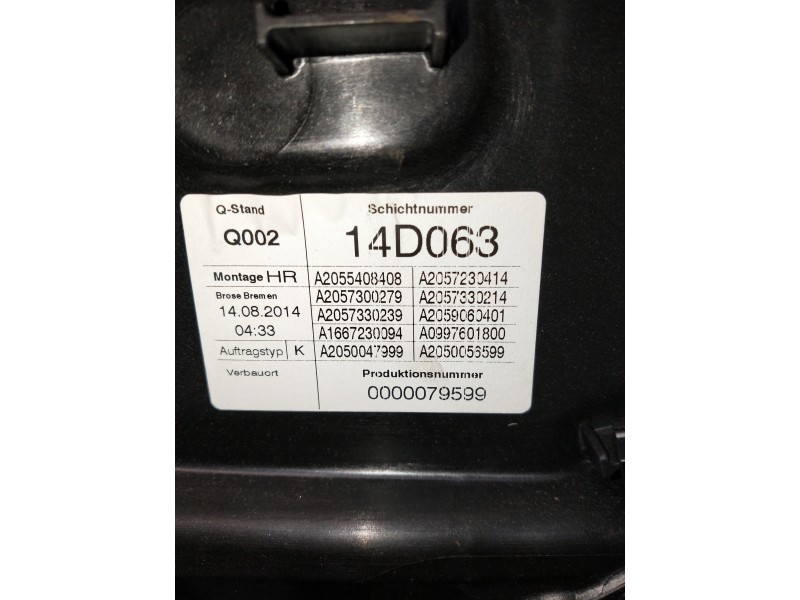 Q-Stand Schichtnummer
Q002 14D063
Montage HR A2055408408 A2057230414
Brose Bremen A2057300279 A2057330214
14.08.2014 A2057330239 A2059060401
04:33 A1667230094 A0997601800
Auftragstyp K A2050047999 A2050056599
Verbauort Produktionsnummer
0000079599